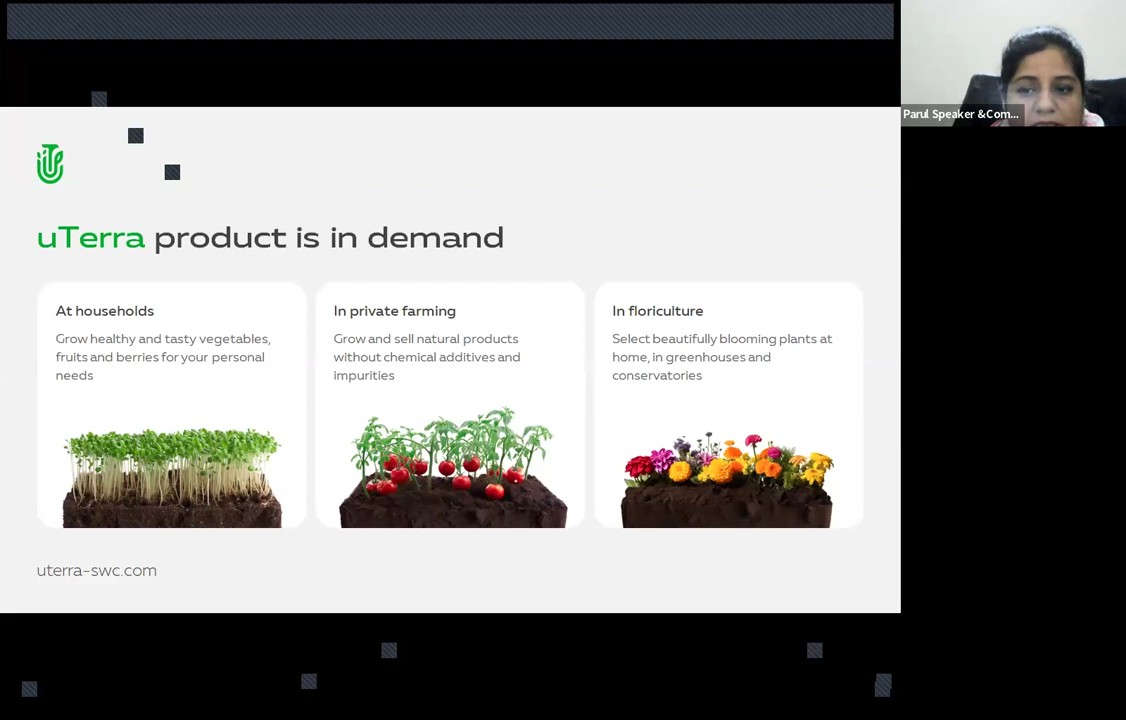 Parul Speaker &Com...
uTerra product is in demand
At households
Grow healthy and tasty vegetables,
fruits and berries for your personal
needs
In private farming
Grow and sell natural products
without chemical additives and
impurities
In floriculture
Select beautifully blooming plants at
home, in greenhouses and
conservatories
uterra-swc.com